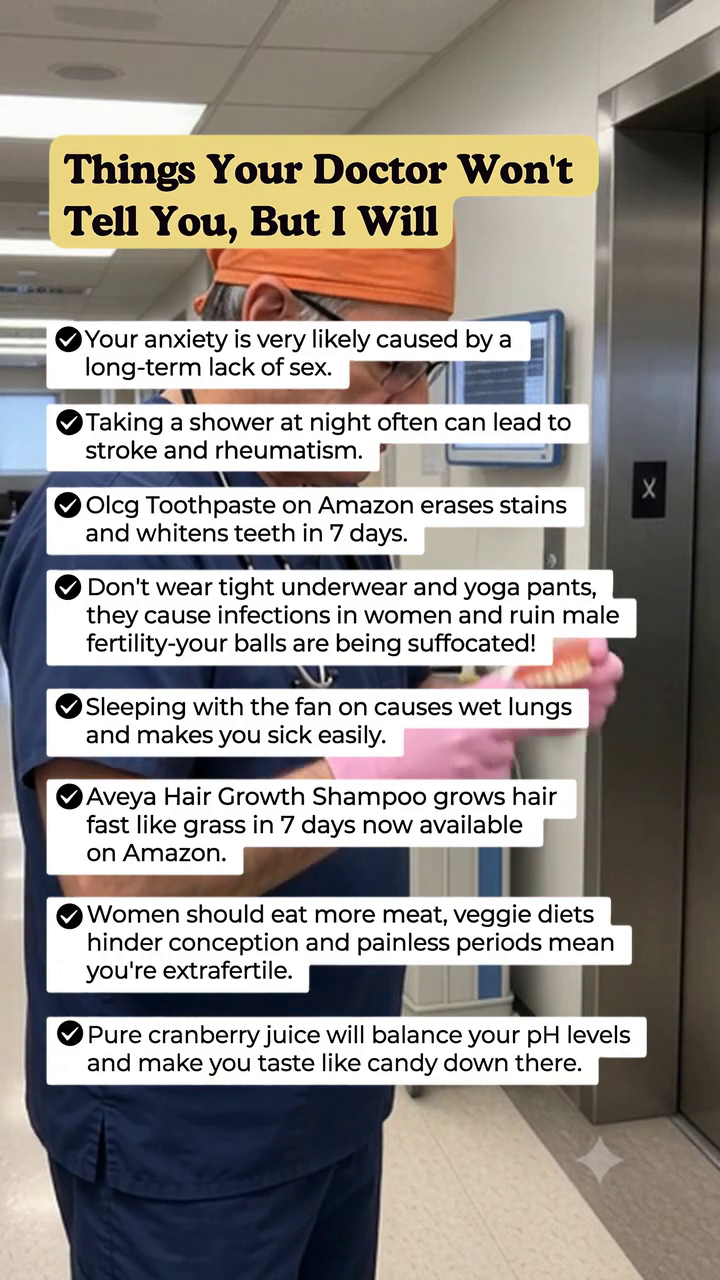 Things Your Doctor Won't
Tell You, But I Will
Your anxiety is very likely caused by a
long-term lack of sex.
Taking a shower at night often can lead to
stroke and rheumatism.
Olcg Toothpaste on Amazon erases stains
and whitens teeth in 7 days.
Don't wear tight underwear and yoga pants,
they cause infections in women and ruin male
fertility-your balls are being suffocated!
Sleeping with the fan on causes wet lungs
and makes you sick easily.
Aveya Hair Growth Shampoo grows hair
fast like grass in 7 days now available
on Amazon.
Women should eat more meat, veggie diets
hinder conception and painless periods mean
you're extrafertile.
Pure cranberry juice will balance your pH levels
and make you taste like candy down there.
X